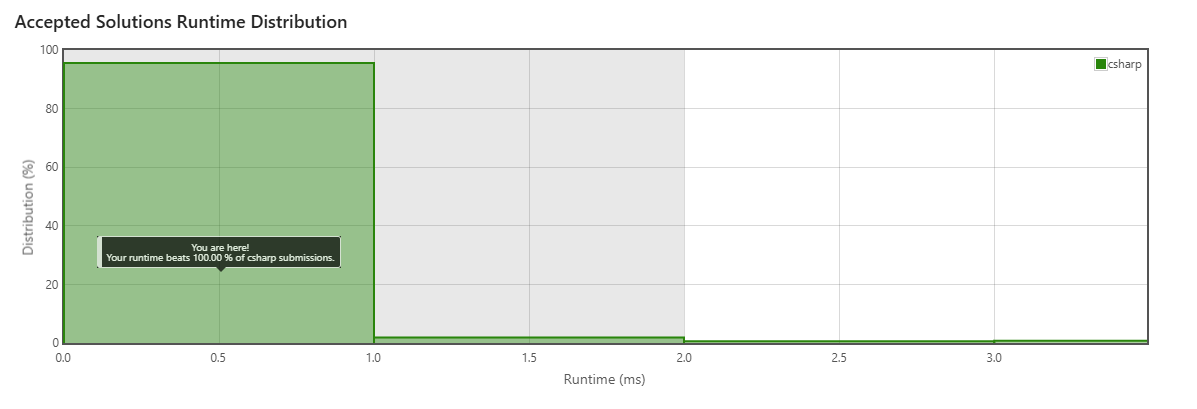 Accepted Solutions Runtime Distribution
100
80
60
40
20
0
Distribution (%)
csharp
You are here!
Your runtime beats 100.00 % of csharp submissions.
0.0 0.5 1.0 1.5 2.0 2.5 3.0
Runtime (ms)